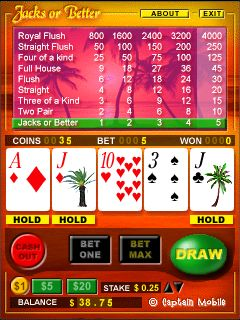 Jacks or Better ABOUT EXIT
Royal Flush 800 1600 2400 3200 4000
Straight Flush 50 100 150 200 250
Four of a kind 25 50 75 100 125
Full House 9 18 27 36 45
Flush 6 12 18 24 30
Straight 4 8 12 16 20
Three of a Kind 3 6 9 12 15
Two Pair 2 4 6 8 10
Jacks or Better 1 2 3 4 5
COINS 0035 BET 0005 WON 0000
A J 10 3 J
HOLD HOLD HOLD
CASH OUT BET ONE BET MAX DRAW
$1 $5 $20 STAKE $ 0.25
BALANCE $ 38.75 © Captain Mobile